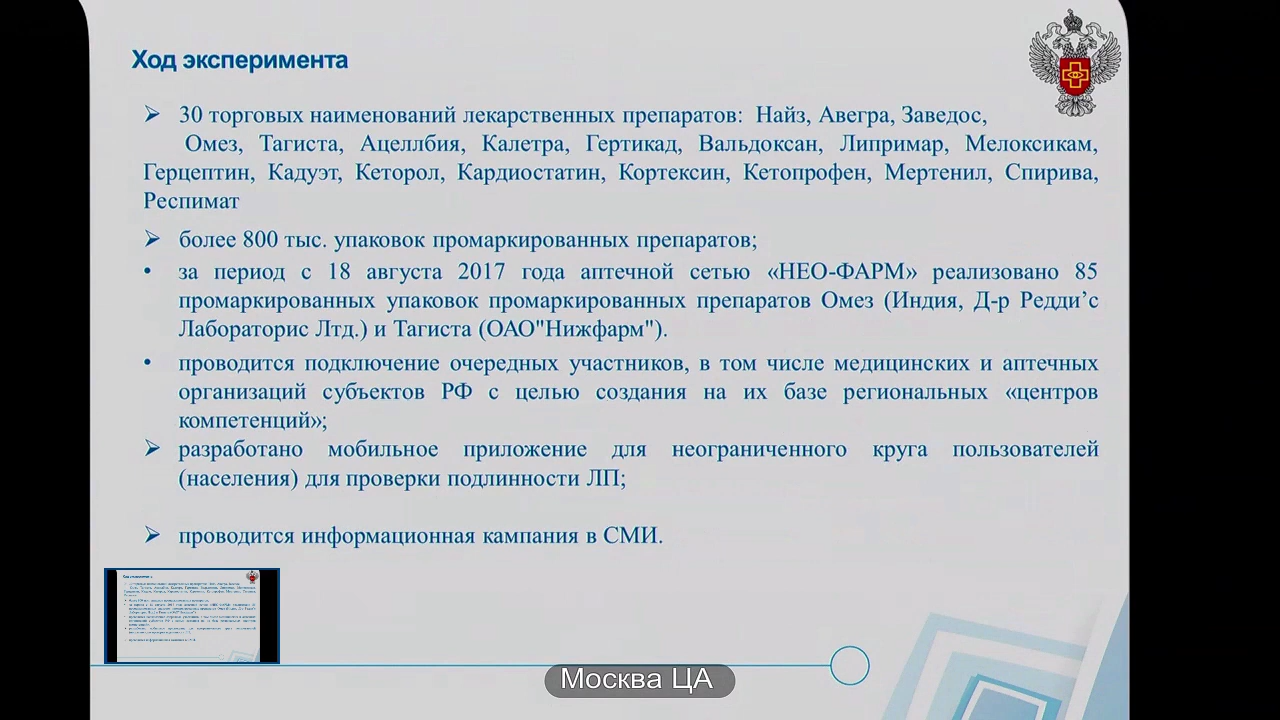 Ход эксперимента
30 торговых наименований лекарственных препаратов: Найз, Авегра, Заведос,
Омез, Тагиста, Ацеллбия, Калетра, Гертикад, Вальдоксан, Липримар, Мелоксикам,
Герцептин, Кадуэт, Кеторол, Кардиостатин, Кортексин, Кетопрофен, Мертенил, Спирива,
Респимат
более 800 тыс. упаковок промаркированных препаратов;
• за период с 18 августа 2017 года аптечной сетью «НЕО-ФАРМ» реализовано 85
промаркированных упаковок промаркированных препаратов Омез (Индия, Д-р Редди’с
Лабораторис Лтд.) и Тагиста (ОАО"Нижфарм").
• проводится подключение очередных участников, в том числе медицинских и аптечных
организаций субъектов РФ с целью создания на их базе региональных «центров
компетенций»;
разработано мобильное приложение для неограниченного круга пользователей
(населения) для проверки подлинности ЛП;
проводится информационная кампания в СМИ.
Москва ЦА